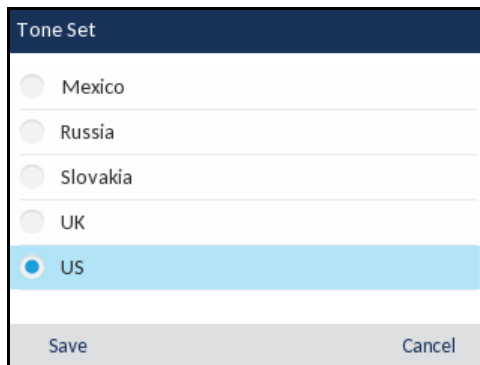 Tone Set
Mexico
Russia
Slovakia
UK
US
Save Cancel